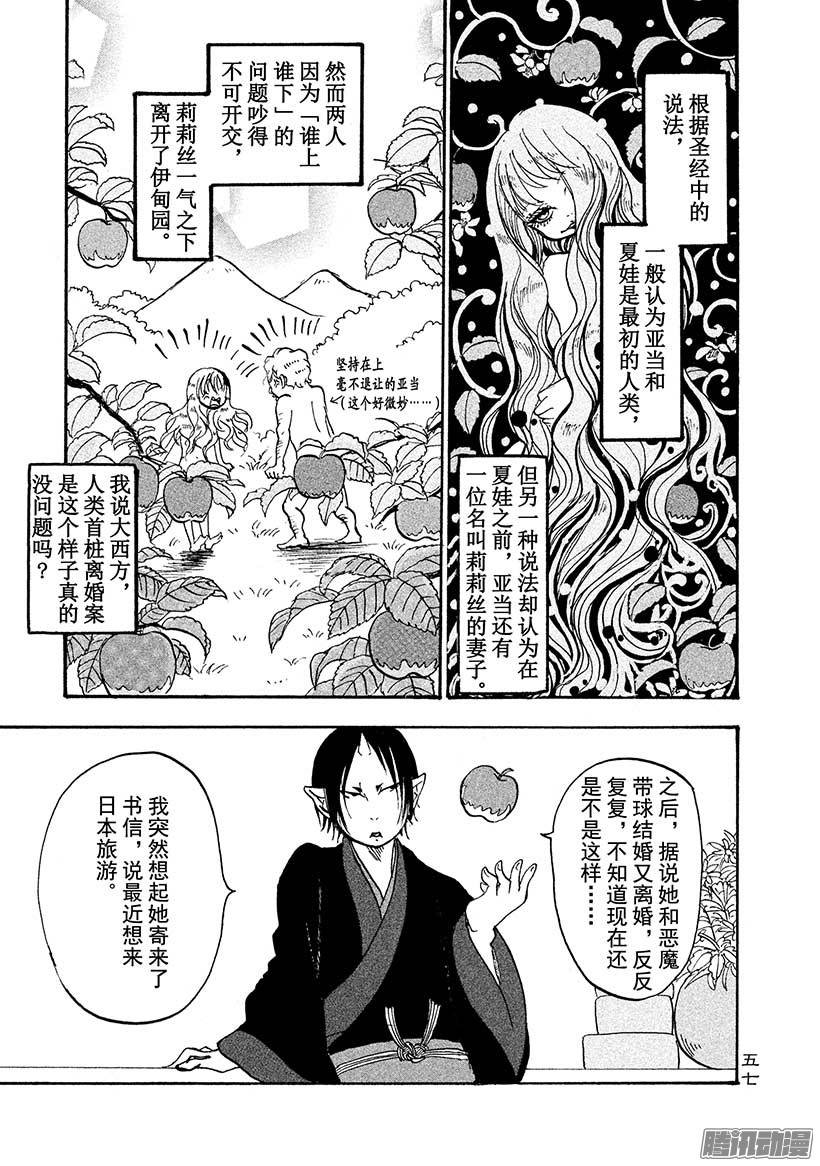 根据圣经中的
说法，
一般认为亚当和
夏娃是最初的人类，
但另一种说法却认为在
夏娃之前，亚当还有
一位名叫莉莉丝的妻子。
然而两人
因为「谁上
谁下」的
问题吵得
不可开交，
莉莉丝一气之下
离开了伊甸园。
坚持在上
毫不退让的亚当
（这个好微妙……）
我说大西方，
人类首桩离婚案
是这个样子真的
没问题吗？
之后，据说她和恶魔
带球结婚又离婚，反反
复复，不知道现在还
是不是这样……
我突然想起她寄来了
书信，说最近想来
日本旅游。
五七
腾讯动漫